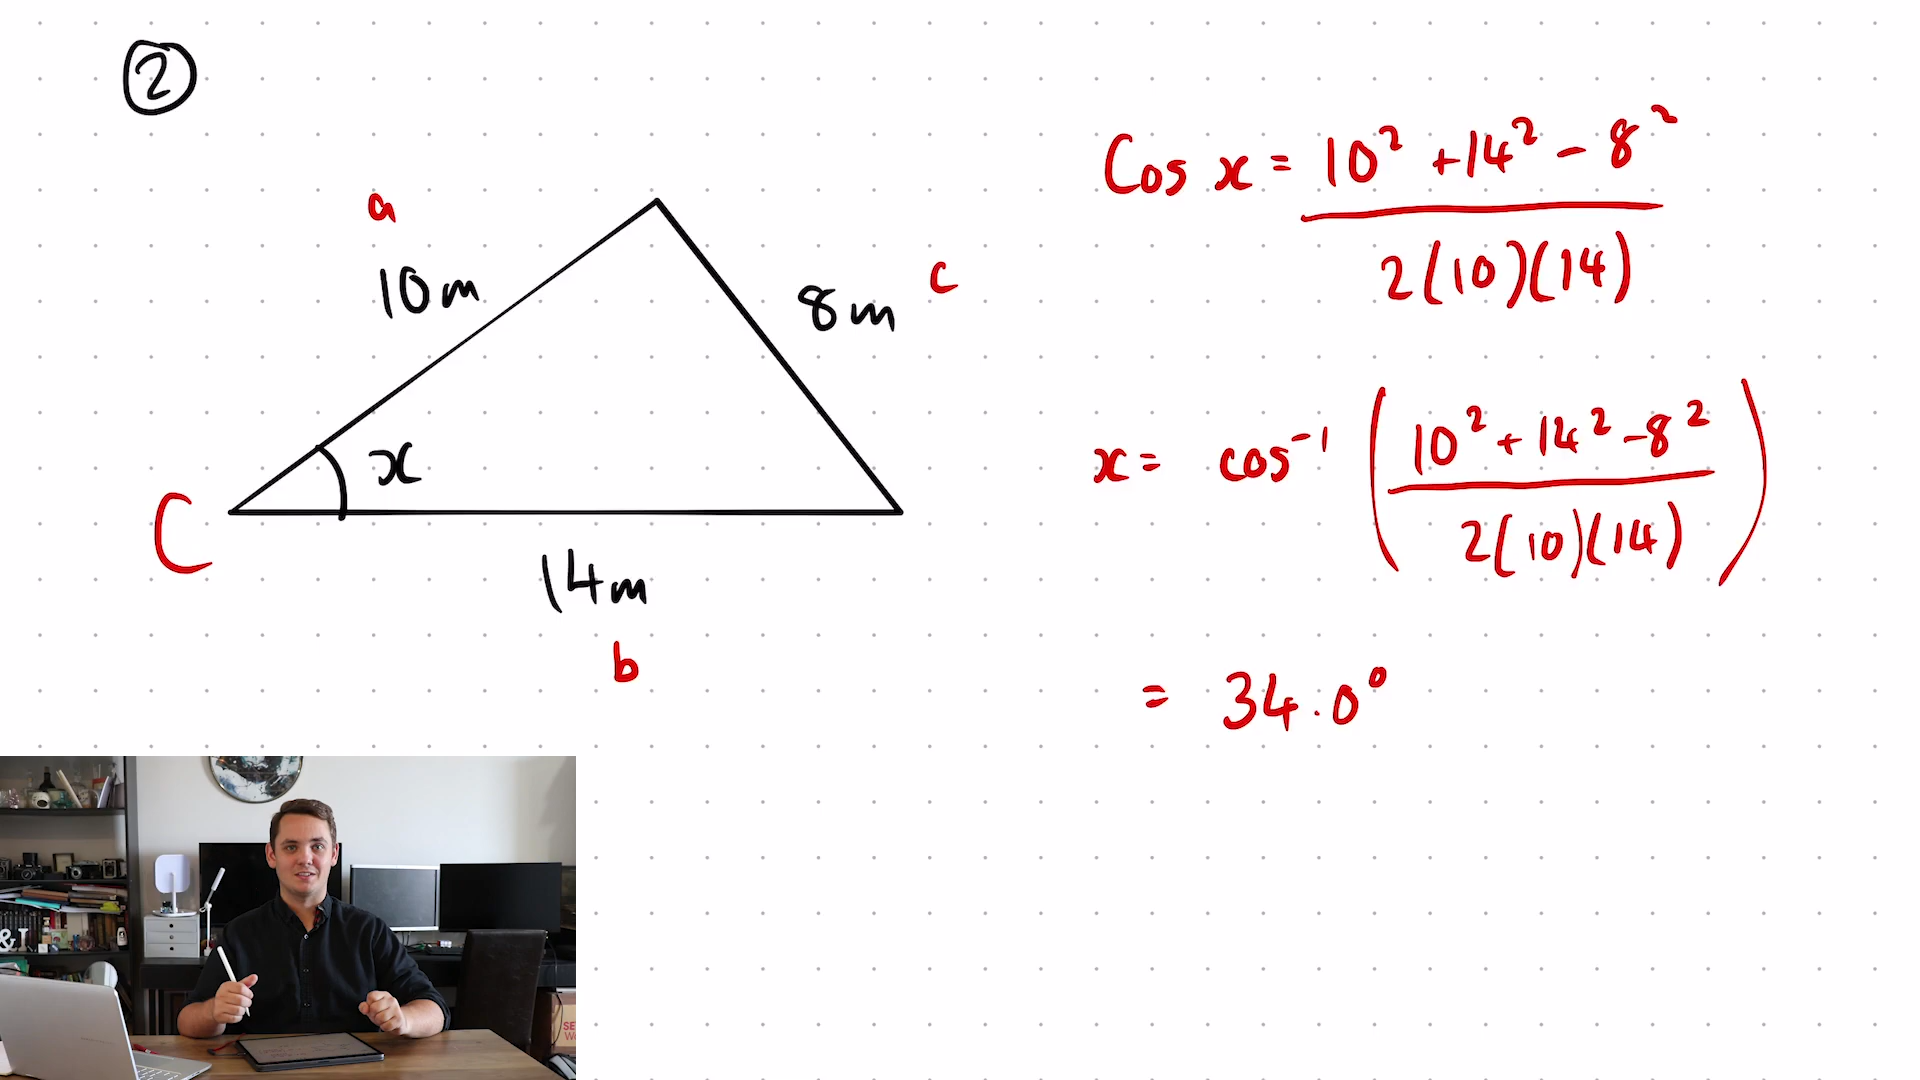 2
a
10m
8m c
x
C
14m
b
Cos x = 10² + 14² - 8²
2(10)(14)
x = cos⁻¹ (10² + 14² - 8²
2(10)(14))
= 34.0°
&